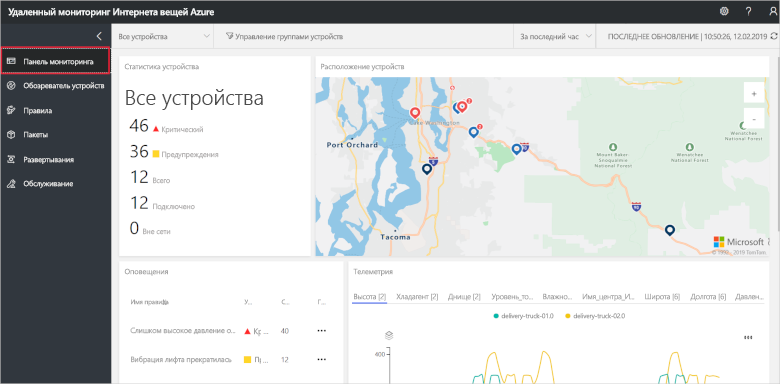 Удаленный мониторинг Интернета вещей Azure
Все устройства
Управление группами устройств
За последний час
ПОСЛЕДНЕЕ ОБНОВЛЕНИЕ | 10:50:26, 12.02.2019
Панель мониторинга
Обозреватель устройств
Правила
Пакеты
Развертывания
Обслуживание
Статистика устройства
Все устройства
46 Критический
36 Предупреждения
12 Всего
12 Подключено
0 Вне сети
Расположение устройств
Lake Washington
Port Orchard
Tacoma
Mount Baker Snoqualmie National Forest
Wenatchee National Forest
Wenatchee National Forest
+
-
Microsoft
© 2019 TomTom
Оповещения
Имя правила У... С... Г...
Слишком высокое давление о... Кр... 40 •••
Вибрация лифта прекратилась П... 12 •••
Телеметрия
Высота [2] Хладагент [2] Днище [2] Уровень_то... Влажно... Имя_центра_И... Широта [6] Долгота [6] Давлен...
delivery-truck-01.0 delivery-truck-02.0
400